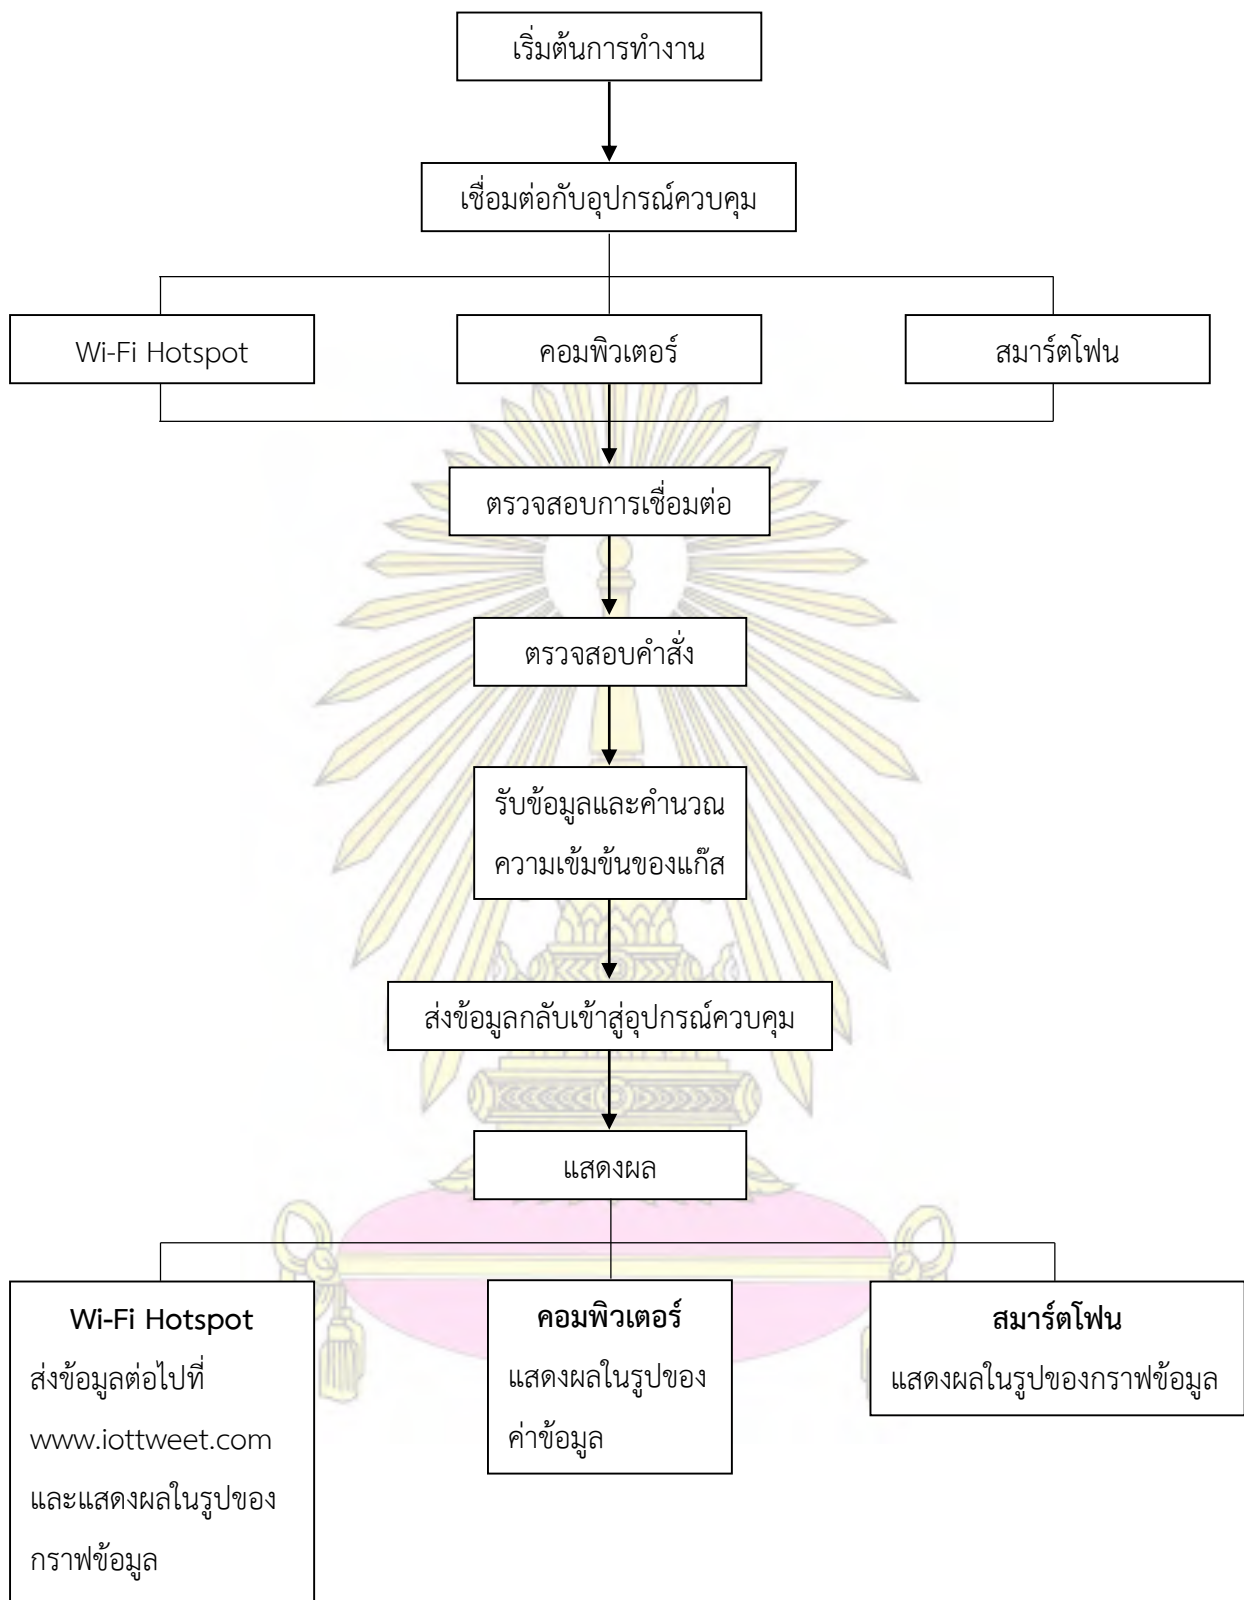 เริ่มต้นการทำงาน
เชื่อมต่อกับอุปกรณ์ควบคุม
Wi-Fi Hotspot
คอมพิวเตอร์
สมาร์ตโฟน
ตรวจสอบการเชื่อมต่อ
ตรวจสอบคำสั่ง
รับข้อมูลและคำนวณ
ความเข้มข้นของแก๊ส
ส่งข้อมูลกลับเข้าสู่อุปกรณ์ควบคุม
แสดงผล
Wi-Fi Hotspot
ส่งข้อมูลต่อไปที่
www.iottweet.com
และแสดงผลในรูปของ
กราฟข้อมูล
คอมพิวเตอร์
แสดงผลในรูปของ
ค่าข้อมูล
สมาร์ตโฟน
แสดงผลในรูปของกราฟข้อมูล